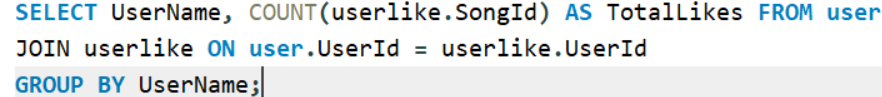 SELECT UserName, COUNT(userlike.SongId) AS TotalLikes FROM user
JOIN userlike ON user.UserId = userlike.UserId
GROUP BY UserName;